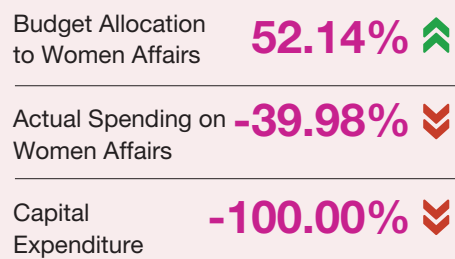 Budget Allocation
to Women Affairs
52.14%
Actual Spending on
Women Affairs
-39.98%
Capital
Expenditure
-100.00%